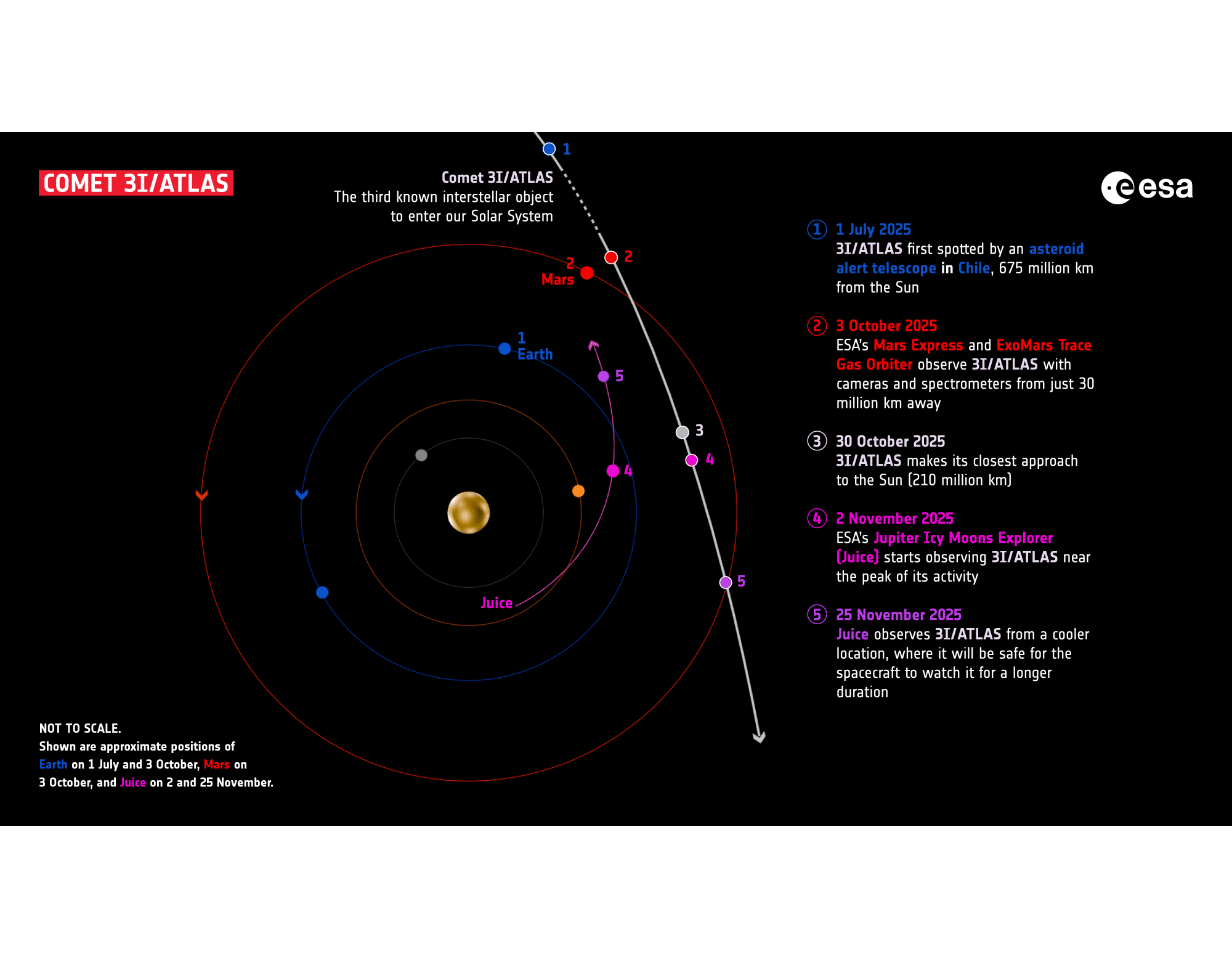 COMET 3I/ATLAS
Comet 3I/ATLAS
The third known interstellar object
to enter our Solar System
1
2
2
Mars
1
Earth
5
3
4
4
5
Juice
esa
1 1 July 2025
3I/ATLAS first spotted by an asteroid
alert telescope in Chile, 675 million km
from the Sun
2 3 October 2025
ESA's Mars Express and ExoMars Trace
Gas Orbiter observe 3I/ATLAS with
cameras and spectrometers from just 30
million km away
3 30 October 2025
3I/ATLAS makes its closest approach
to the Sun (210 million km)
4 2 November 2025
ESA's Jupiter Icy Moons Explorer
(Juice) starts observing 3I/ATLAS near
the peak of its activity
5 25 November 2025
Juice observes 3I/ATLAS from a cooler
location, where it will be safe for the
spacecraft to watch it for a longer
duration
NOT TO SCALE.
Shown are approximate positions of
Earth on 1 July and 3 October, Mars on
3 October, and Juice on 2 and 25 November.